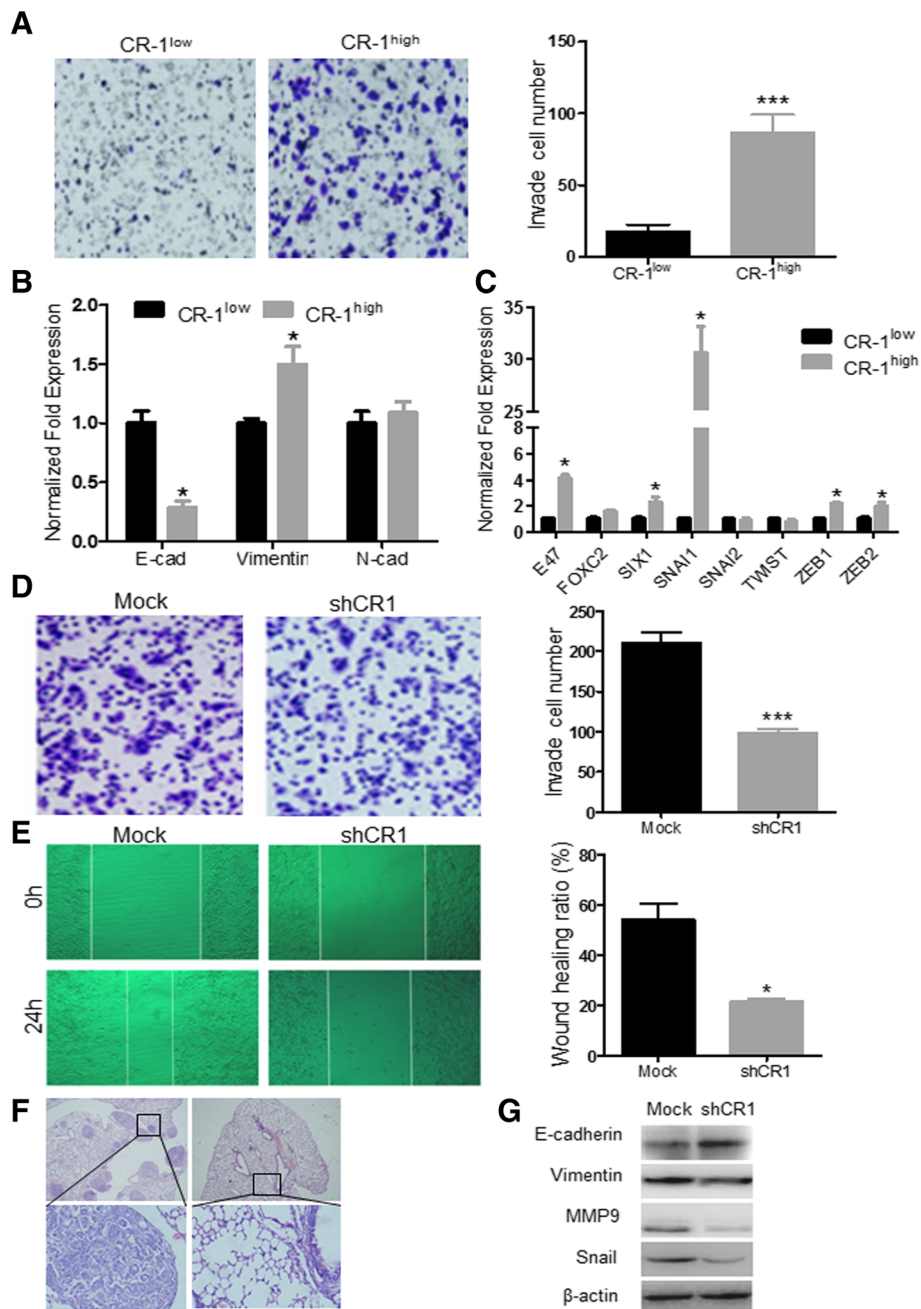 A
CR-1low
CR-1high
Invade cell number
150
100
50
0
***
CR-1low
CR-1high
B
Normalized Fold Expression
2.0
1.5
1.0
0.5
0.0
CR-1low
CR-1high
*
*
E-cad
Vimentin
N-cad
C
Normalized Fold Expression
35
30
25
8
6
4
2
0
CR-1low
CR-1high
*
*
*
*
*
E47
FOXC2
SIX1
SNAI1
SNAI2
TWIST
ZEB1
ZEB2
D
Mock
shCR1
Invade cell number
250
200
150
100
50
0
***
Mock
shCR1
E
Mock
shCR1
0h
24h
Wound healing ratio (%)
80
60
40
20
0
*
Mock
shCR1
F
G
Mock shCR1
E-cadherin
Vimentin
MMP9
Snail
β-actin